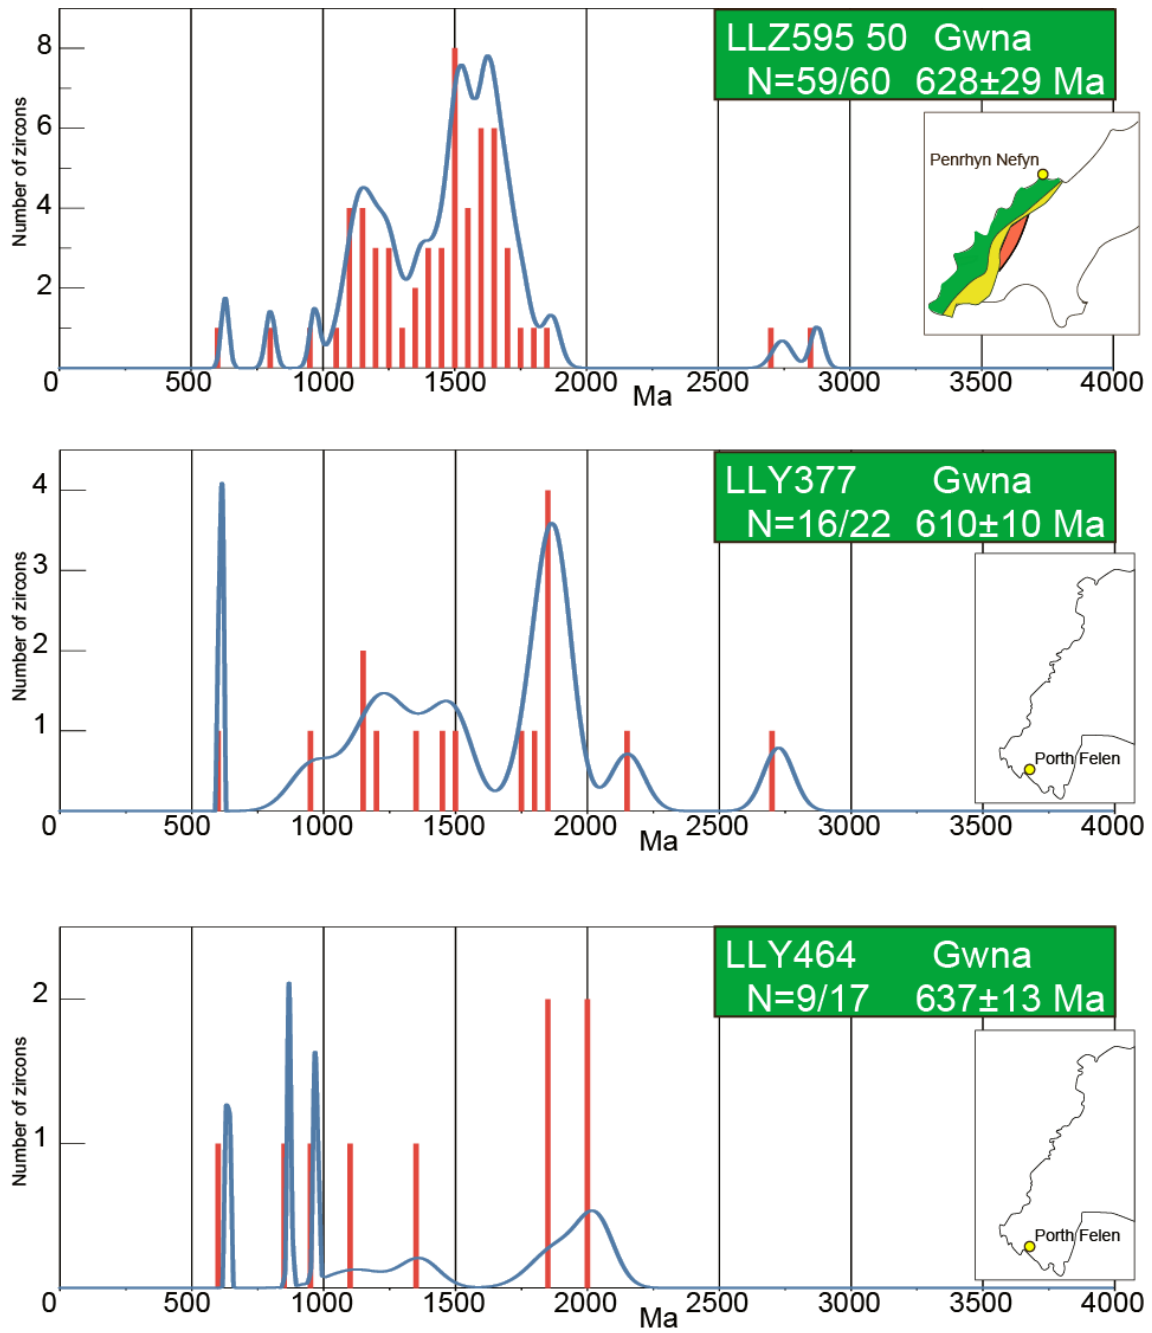 LLZ595 50 Gwna
N=59/60 628±29 Ma
Number of zircons
8
6
4
2
Penrhyn Nefyn
0 500 1000 1500 2000 2500 3000 3500 4000
Ma
LLY377 Gwna
N=16/22 610±10 Ma
Number of zircons
4
3
2
1
Porth Felen
0 500 1000 1500 2000 2500 3000 3500 4000
Ma
LLY464 Gwna
N=9/17 637±13 Ma
Number of zircons
2
1
Porth Felen
0 500 1000 1500 2000 2500 3000 3500 4000
Ma